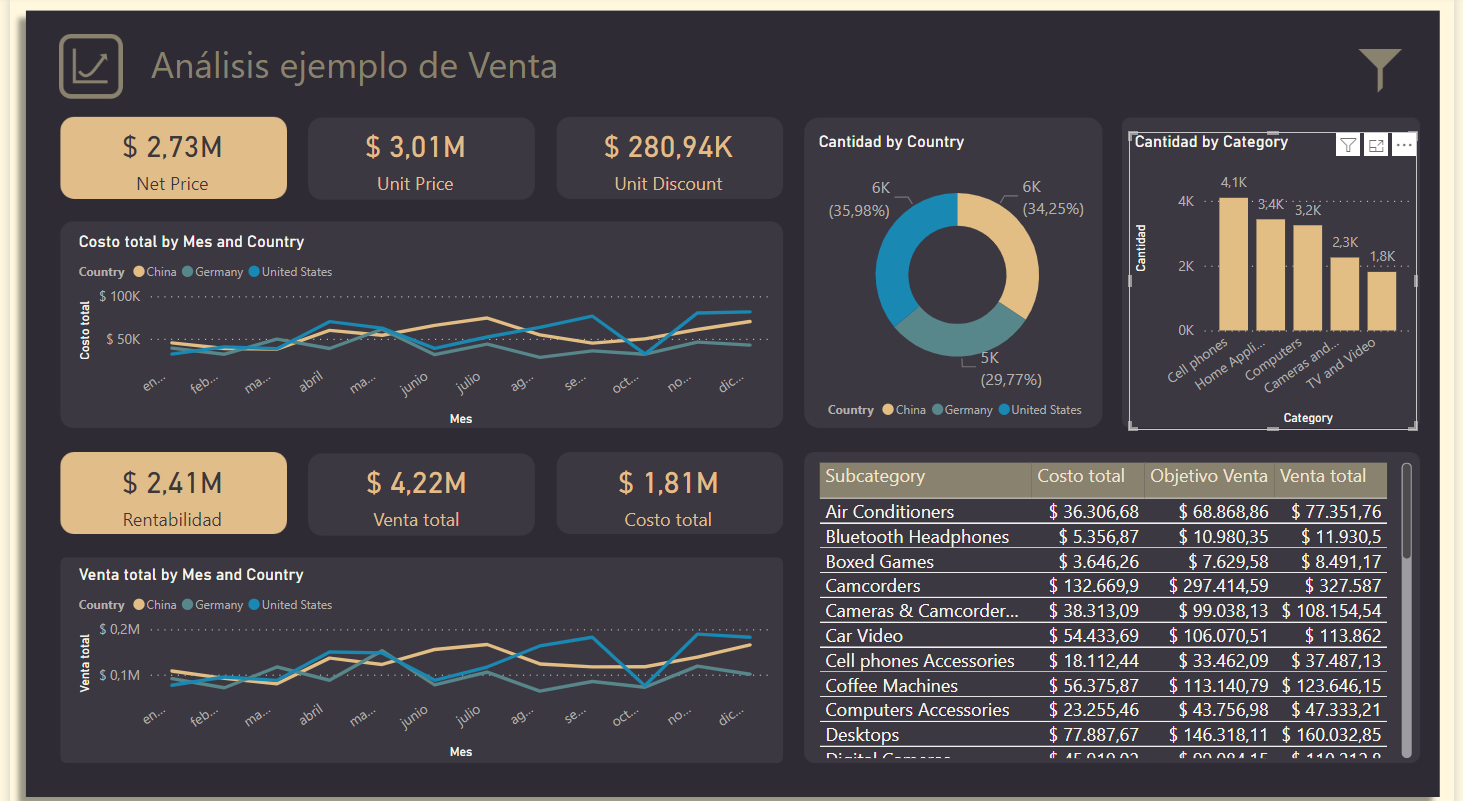 Análisis ejemplo de Venta
$ 2,73M
Net Price
$ 3,01M
Unit Price
$ 280,94K
Unit Discount
Costo total by Mes and Country
Country China Germany United States
Costo total
$ 100K
$ 50K
en... feb... ma... abril ma... junio julio ag... se... oct... no... dic...
Mes
Cantidad by Country
6K
(35,98%)
6K
(34,25%)
5K
(29,77%)
Country China Germany United States
Cantidad by Category
Cantidad
4K
2K
0K
4,1K
3,4K
3,2K
2,3K
1,8K
Cell phones
Home Appli...
Computers
Cameras and...
TV and Video
Category
$ 2,41M
Rentabilidad
$ 4,22M
Venta total
$ 1,81M
Costo total
Venta total by Mes and Country
Country China Germany United States
Venta total
$ 0,2M
$ 0,1M
en... feb... ma... abril ma... junio julio ag... se... oct... no... dic...
Mes
Subcategory Costo total Objetivo Venta Venta total
Air Conditioners $ 36.306,68 $ 68.868,86 $ 77.351,76
Bluetooth Headphones $ 5.356,87 $ 10.980,35 $ 11.930,5
Boxed Games $ 3.646,26 $ 7.629,58 $ 8.491,17
Camcorders $ 132.669,9 $ 297.414,59 $ 327.587
Cameras & Camcorder... $ 38.313,09 $ 99.038,13 $ 108.154,54
Car Video $ 54.433,69 $ 106.070,51 $ 113.862
Cell phones Accessories $ 18.112,44 $ 33.462,09 $ 37.487,13
Coffee Machines $ 56.375,87 $ 113.140,79 $ 123.646,15
Computers Accessories $ 23.255,46 $ 43.756,98 $ 47.333,21
Desktops $ 77.887,67 $ 146.318,11 $ 160.032,85
Digital Cameras